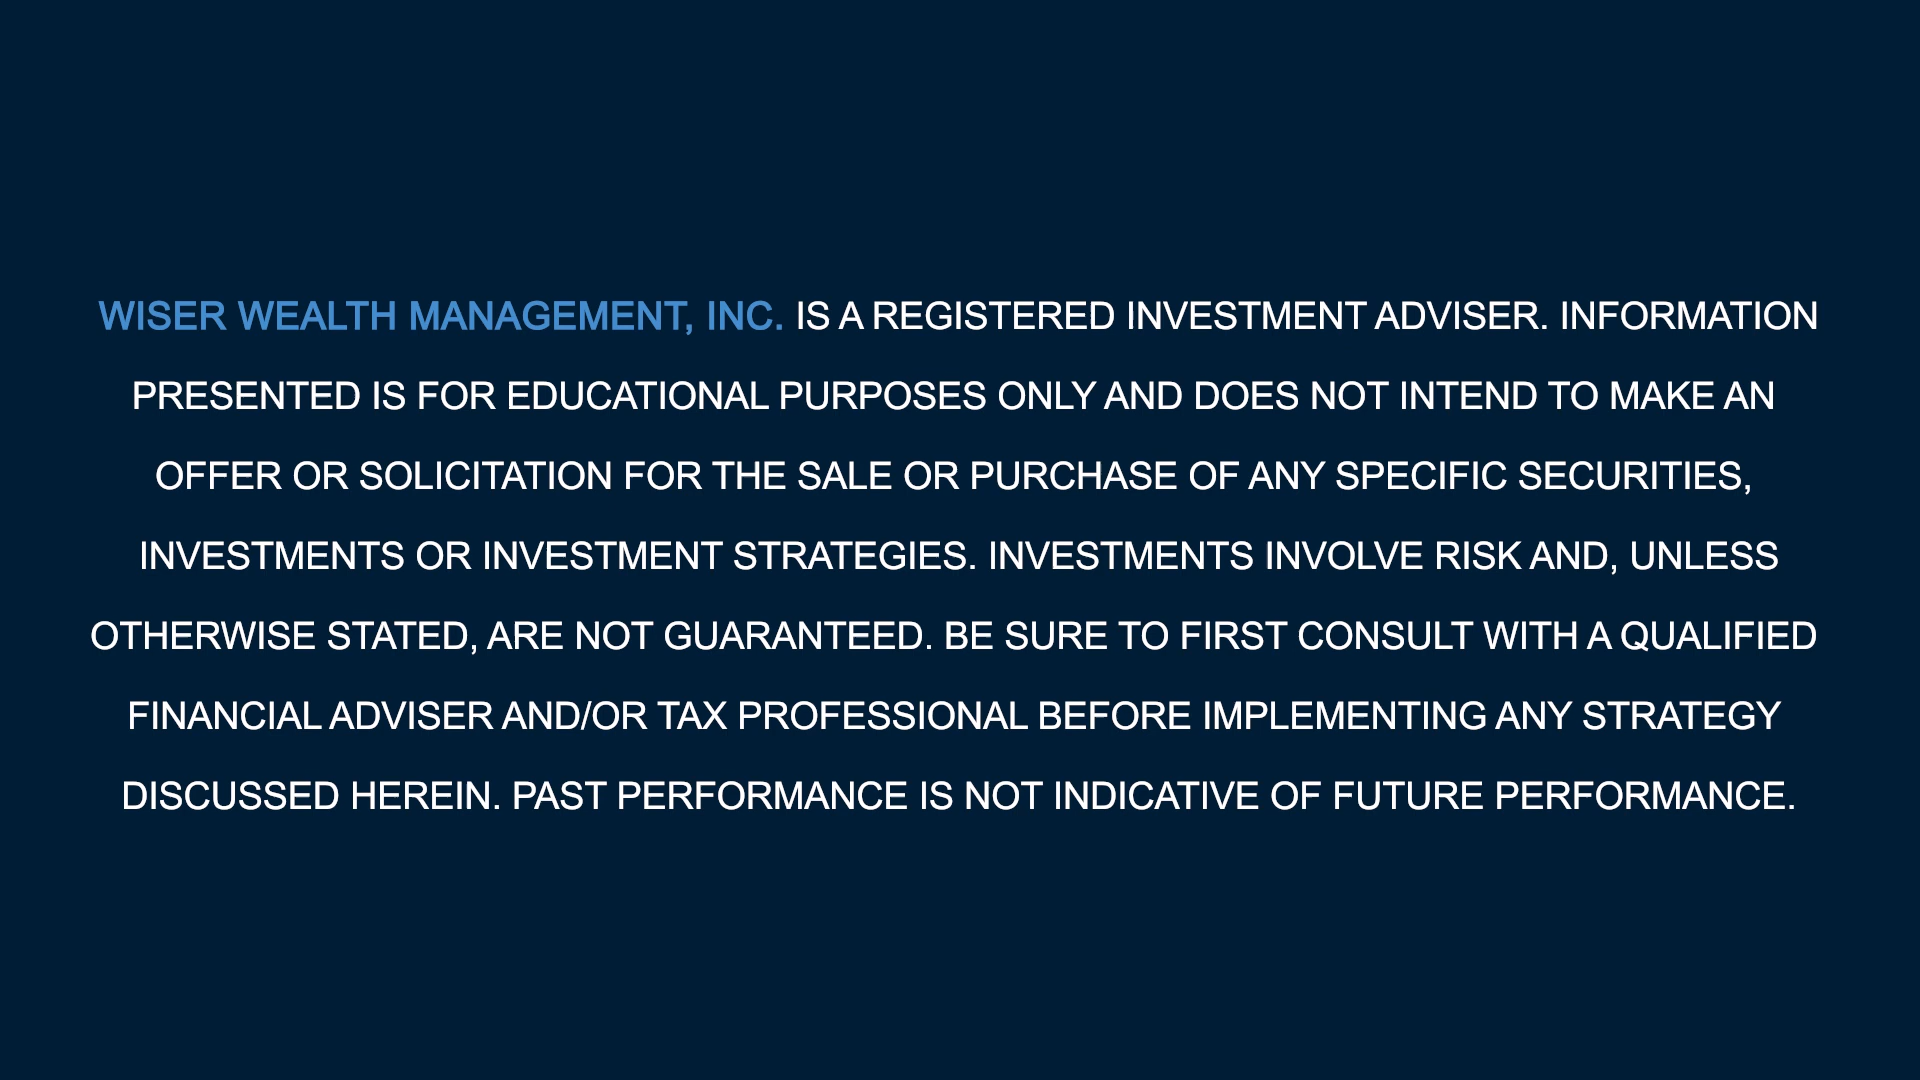 WISER WEALTH MANAGEMENT, INC. IS A REGISTERED INVESTMENT ADVISER. INFORMATION
PRESENTED IS FOR EDUCATIONAL PURPOSES ONLY AND DOES NOT INTEND TO MAKE AN
OFFER OR SOLICITATION FOR THE SALE OR PURCHASE OF ANY SPECIFIC SECURITIES,
INVESTMENTS OR INVESTMENT STRATEGIES. INVESTMENTS INVOLVE RISK AND, UNLESS
OTHERWISE STATED, ARE NOT GUARANTEED. BE SURE TO FIRST CONSULT WITH A QUALIFIED
FINANCIAL ADVISER AND/OR TAX PROFESSIONAL BEFORE IMPLEMENTING ANY STRATEGY
DISCUSSED HEREIN. PAST PERFORMANCE IS NOT INDICATIVE OF FUTURE PERFORMANCE.